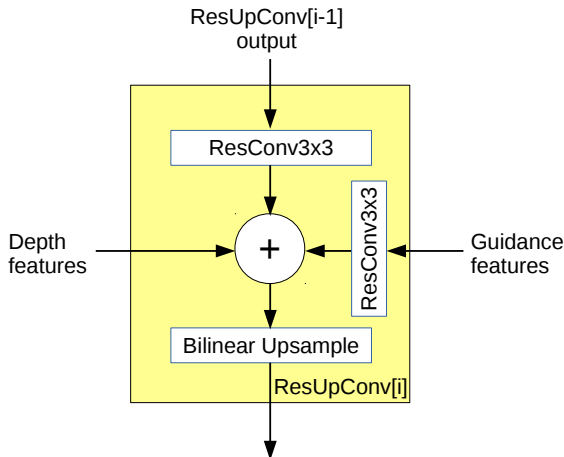 ResUpConv[i-1]
output
ResConv3x3
ResConv3x3
Depth
features
+
Guidance
features
Bilinear Upsample
ResUpConv[i]